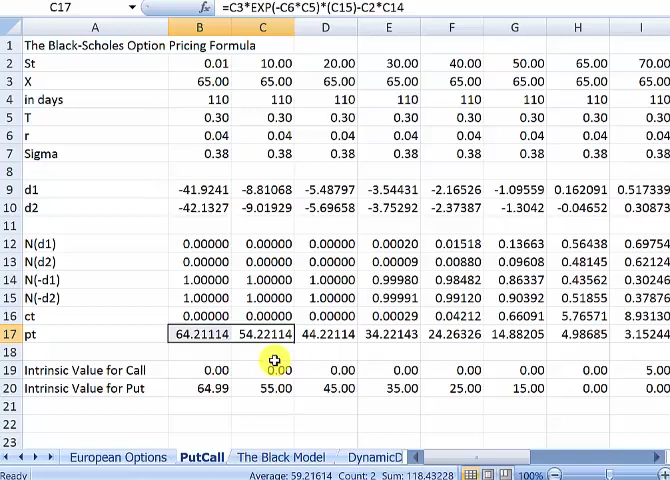 C17 fx =C3*EXP(-C6*C5)*(C15)-C2*C14
A B C D E F G H I
1 The Black-Scholes Option Pricing Formula
2 St 0.01 10.00 20.00 30.00 40.00 50.00 65.00 70.00
3 X 65.00 65.00 65.00 65.00 65.00 65.00 65.00 65.00
4 in days 110 110 110 110 110 110 110 110
5 T 0.30 0.30 0.30 0.30 0.30 0.30 0.30 0.30
6 r 0.04 0.04 0.04 0.04 0.04 0.04 0.04 0.04
7 Sigma 0.38 0.38 0.38 0.38 0.38 0.38 0.38 0.38
8
9 d1 -41.9241 -8.81068 -5.48797 -3.54431 -2.16526 -1.09559 0.162091 0.517339
10 d2 -42.1327 -9.01929 -5.69658 -3.75292 -2.37387 -1.3042 -0.04652 0.30873
11
12 N(d1) 0.00000 0.00000 0.00000 0.00020 0.01518 0.13663 0.56438 0.69754
13 N(d2) 0.00000 0.00000 0.00000 0.00009 0.00880 0.09608 0.48145 0.62124
14 N(-d1) 1.00000 1.00000 1.00000 0.99980 0.98482 0.86337 0.43562 0.30246
15 N(-d2) 1.00000 1.00000 1.00000 0.99991 0.99120 0.90392 0.51855 0.37876
16 ct 0.00000 0.00000 0.00000 0.00029 0.04212 0.66091 5.76571 8.93130
17 pt 64.21114 54.22114 44.22114 34.22143 24.26326 14.88205 4.98685 3.15244
18
19 Intrinsic Value for Call 0.00 0.00 0.00 0.00 0.00 0.00 0.00 5.00
20 Intrinsic Value for Put 64.99 55.00 45.00 35.00 25.00 15.00 0.00 0.00
21
22
23
European Options PutCall The Black Model DynamicD
Ready Average: 59.21614 Count: 2 Sum: 118.43228 100%